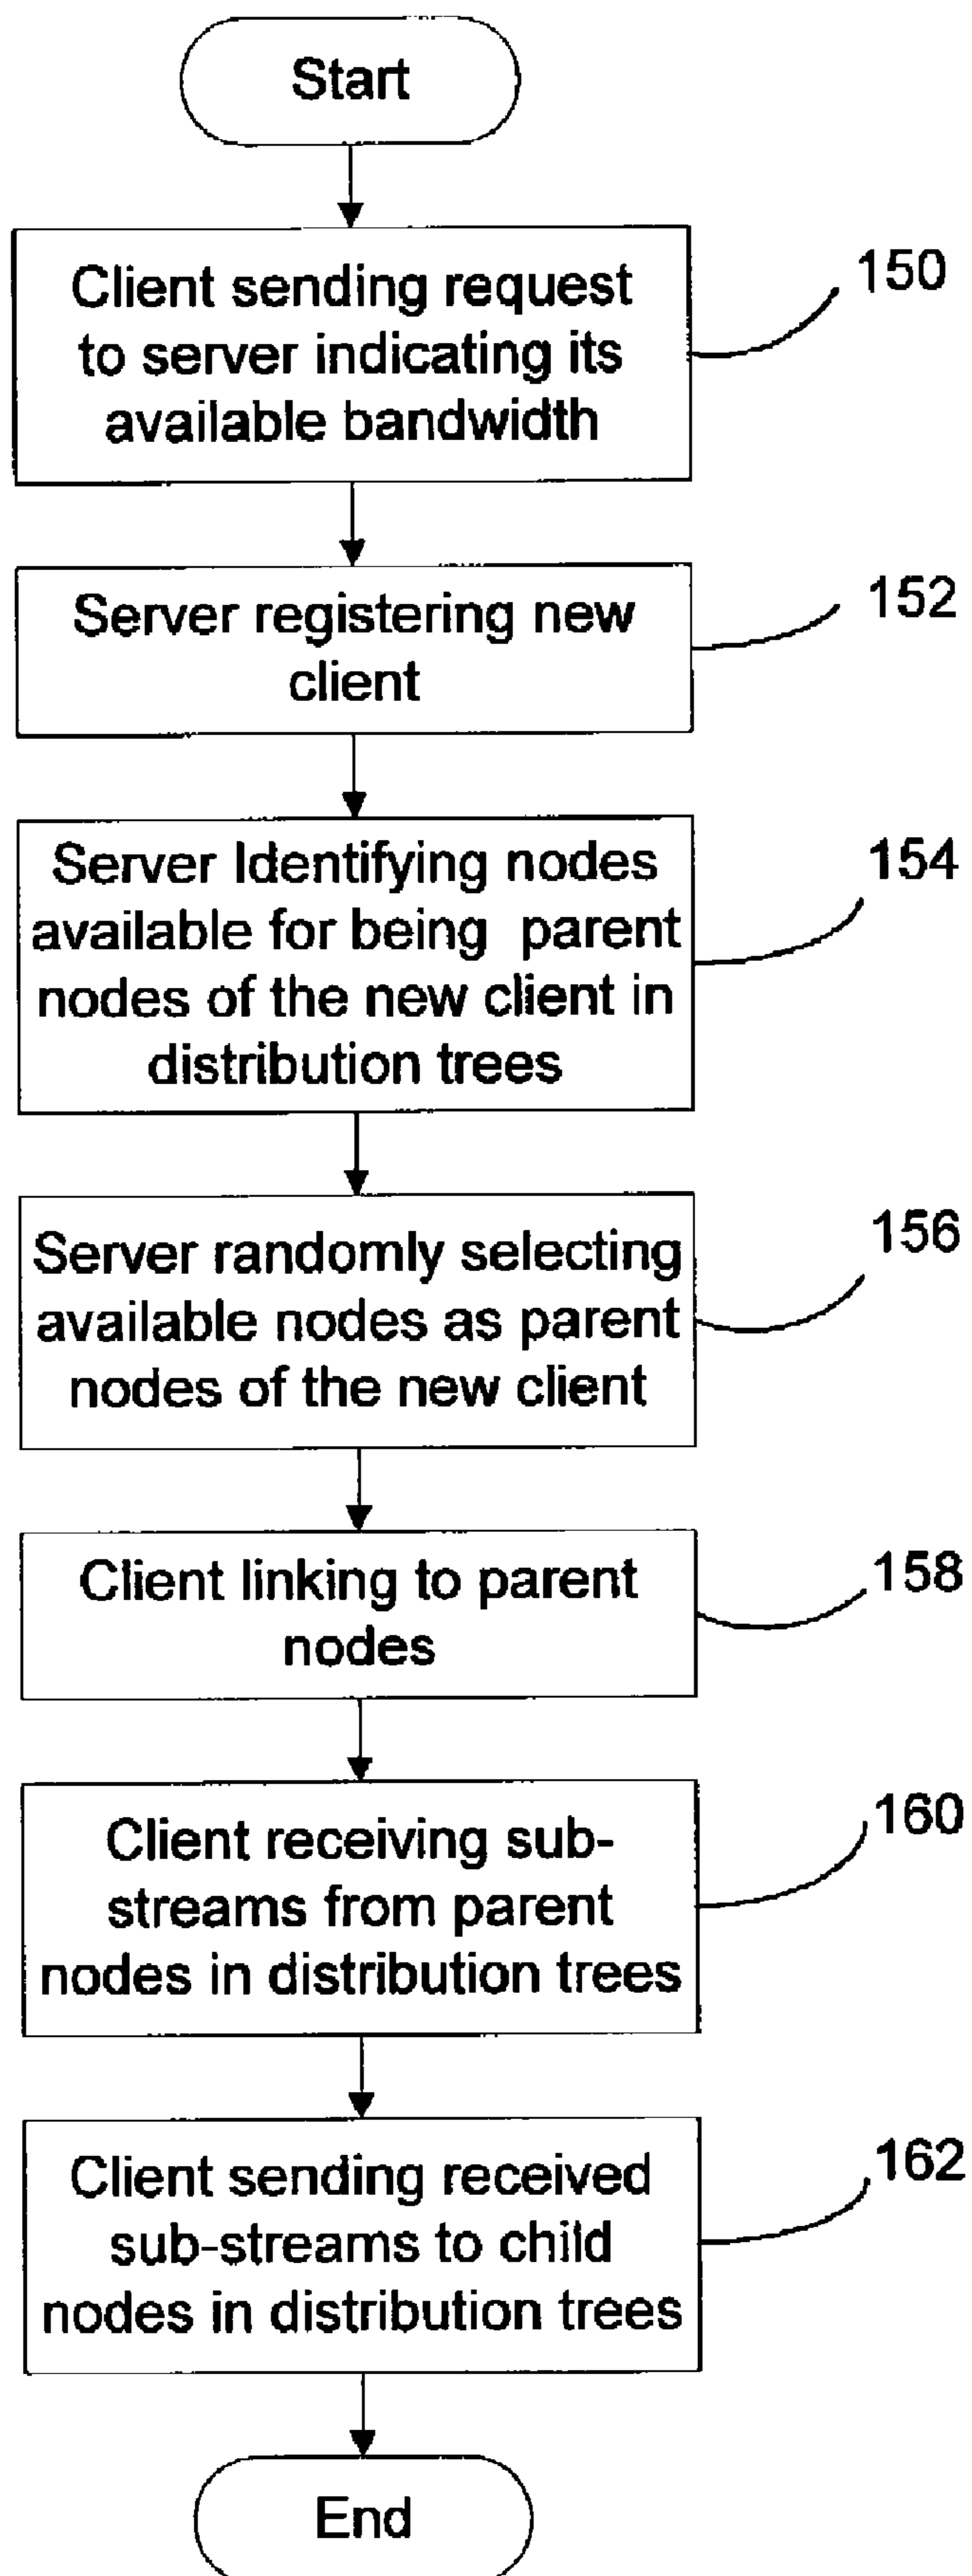 Start
Client sending request
to server indicating its
available bandwidth
150
Server registering new
client
152
Server Identifying nodes
available for being parent
nodes of the new client in
distribution trees
154
Server randomly selecting
available nodes as parent
nodes of the new client
156
Client linking to parent
nodes
158
Client receiving sub-
streams from parent
nodes in distribution trees
160
Client sending received
sub-streams to child
nodes in distribution trees
162
End